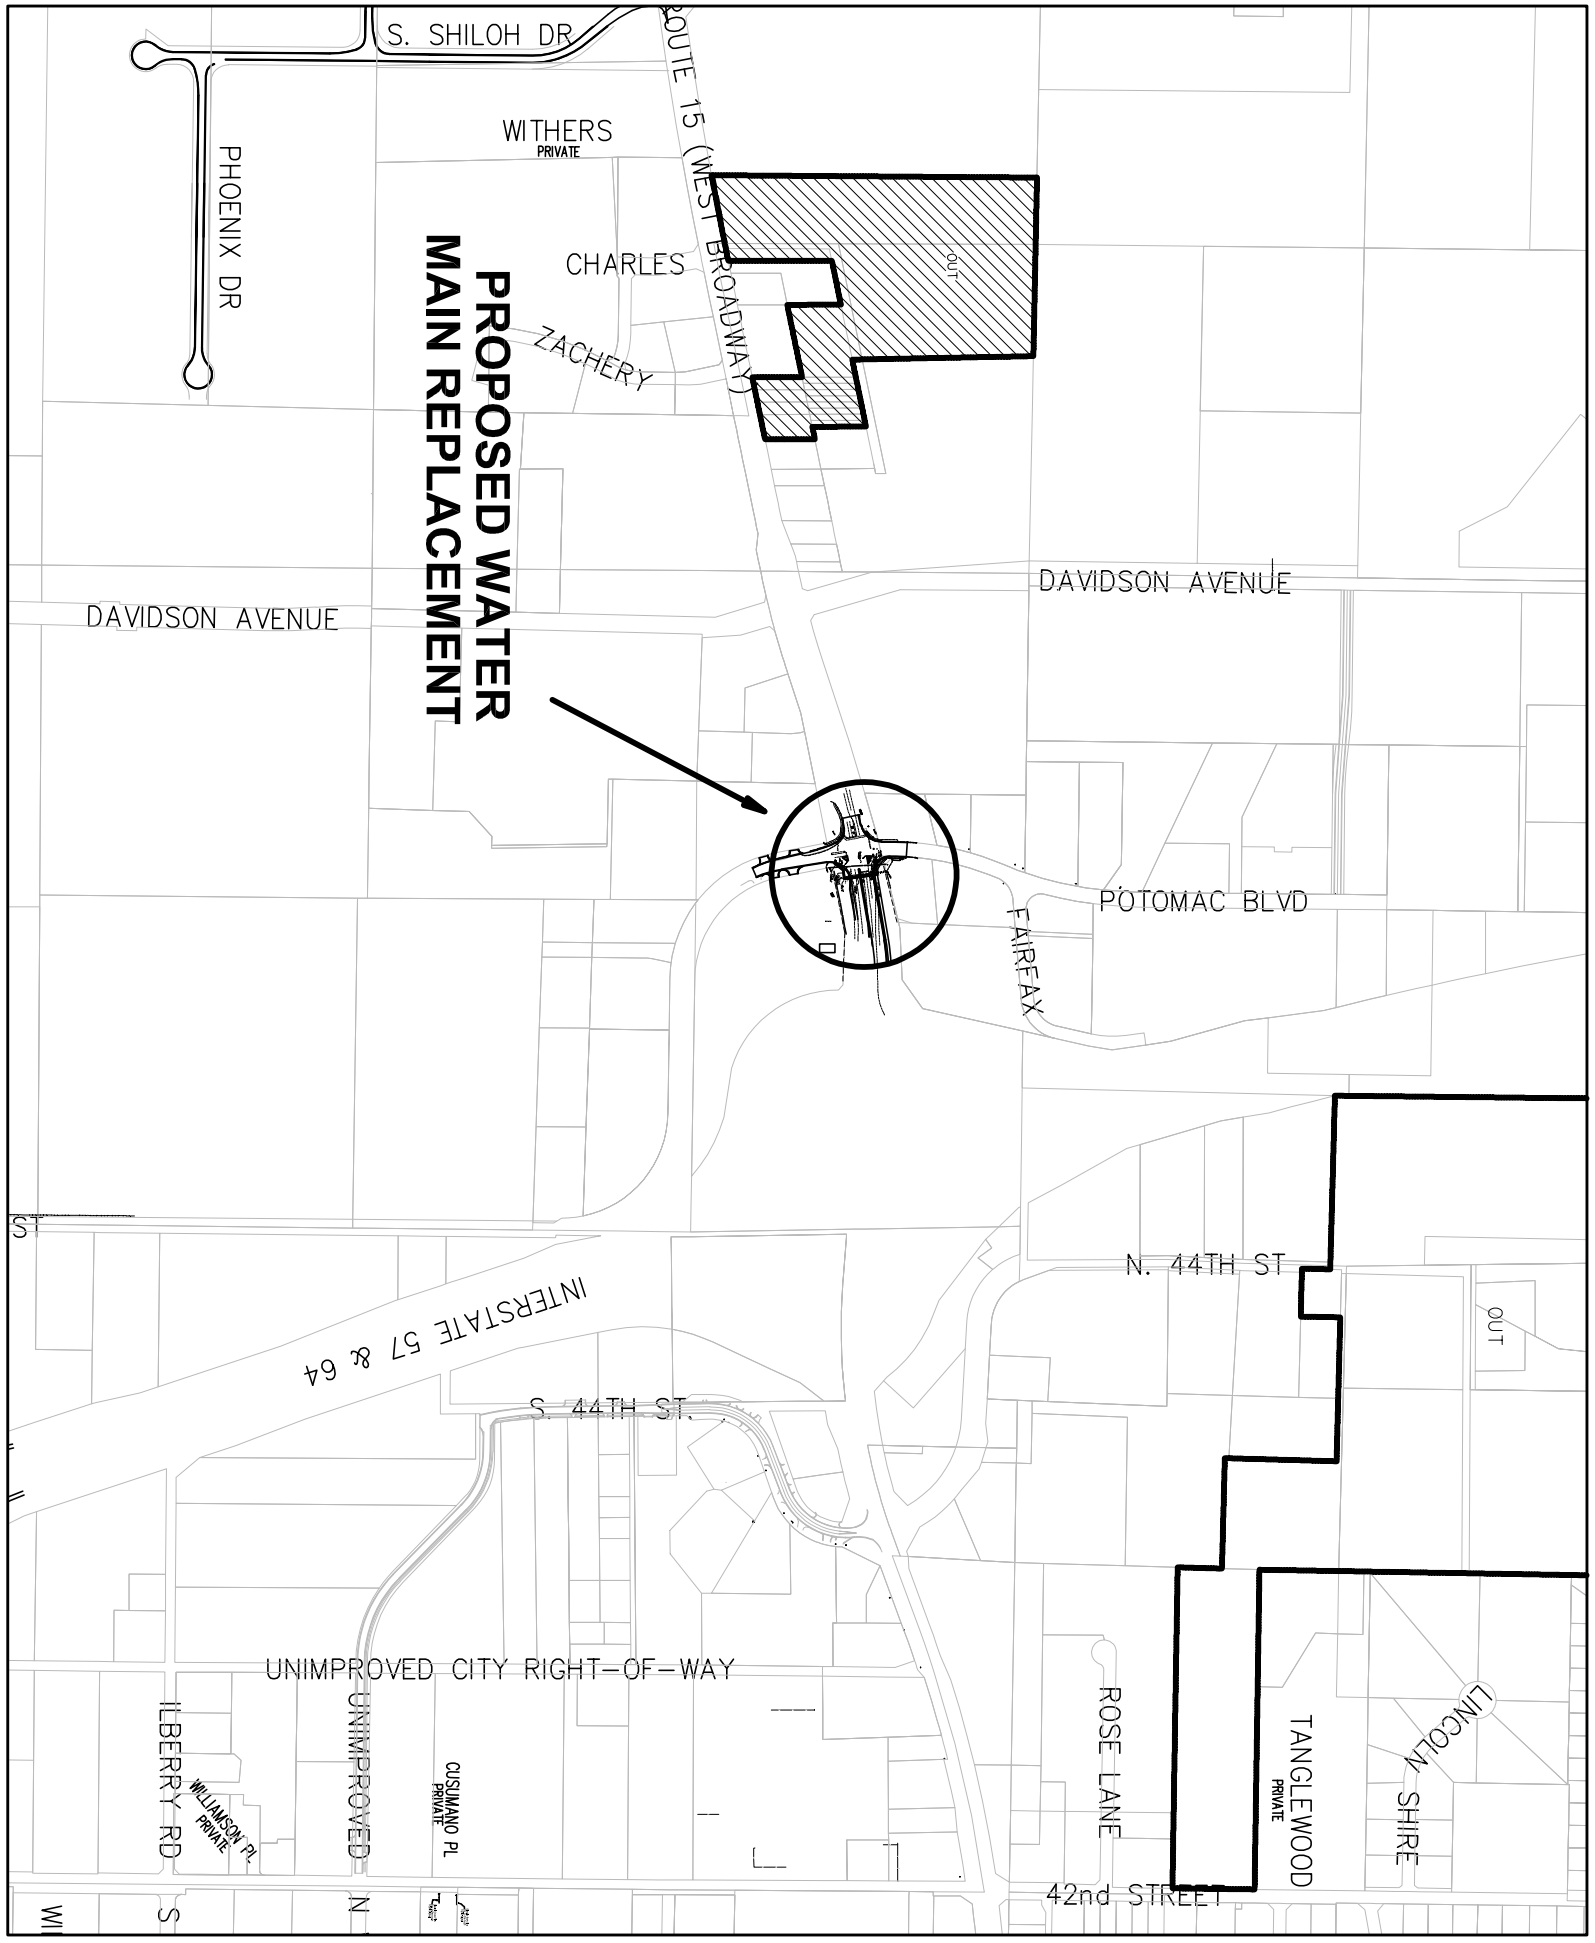 S. SHILOH DR
ROUTE 15 (WEST BROADWAY)
WITHERS
PRIVATE
PHOENIX DR
CHARLES
OUT
ZACHERY
PROPOSED WATER
MAIN REPLACEMENT
DAVIDSON AVENUE
DAVIDSON AVENUE
POTOMAC BLVD
FAIRFAX
ST
N. 44TH ST
INTERSTATE 57 & 64
OUT
S. 44TH ST.
UNIMPROVED CITY RIGHT-OF-WAY
ILBERRY RD
UNIMPROVED
CUSUMANO PL
PRIVATE
WILLIAMSON PL
PRIVATE
ROSE LANE
TANGLEWOOD
PRIVATE
LINCOLN
SHIRE
42nd STREET
WI
S
N